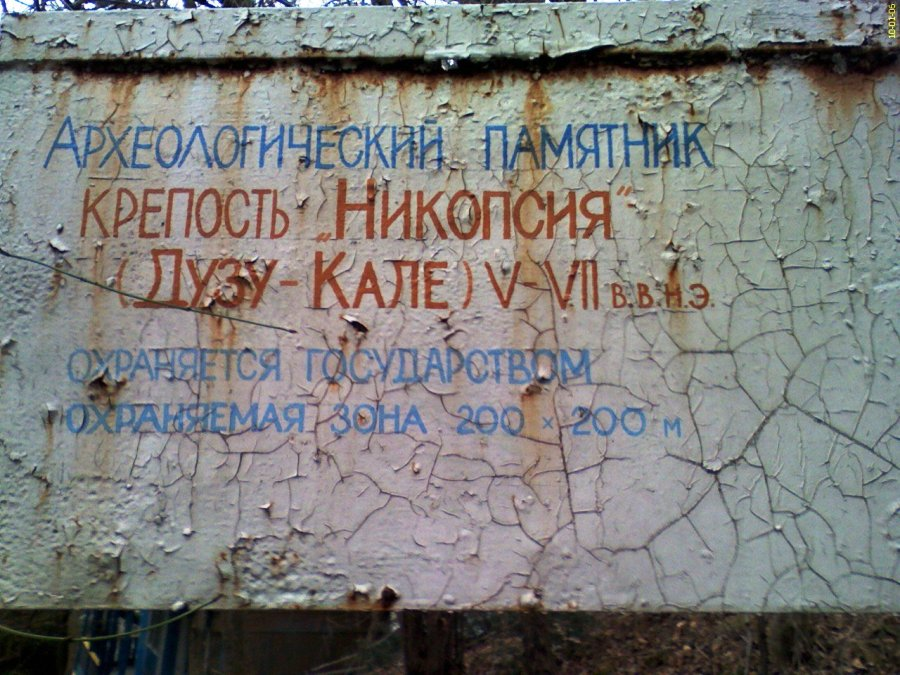 Археологический памятник
крепость „Никопсия“
(Дузу-Кале) V-VII в.в.н.э.
охраняется государством
охраняемая зона 200 × 200 м